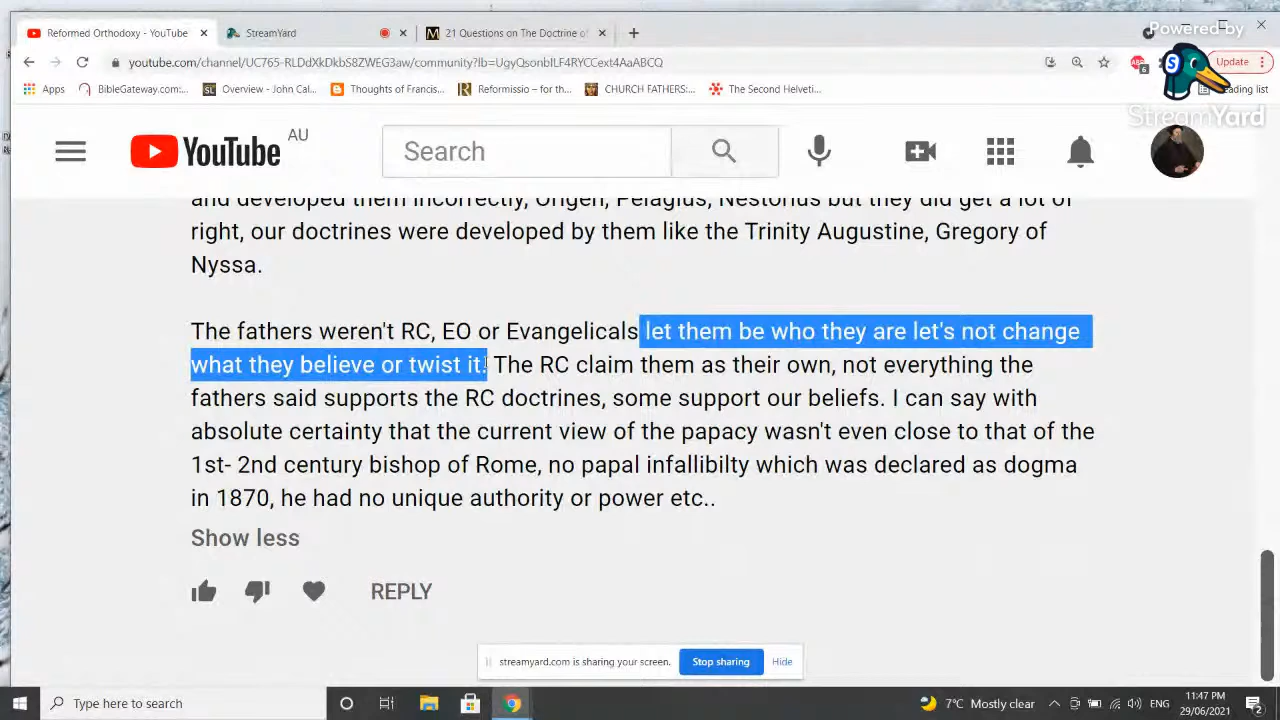 Powered by
Reformed Orthodoxy - YouTube
StreamYard
21 Questions on The Doctrine of
youtube.com/channel/UC765-RLDdXkDkbS8ZWEG3aw/community?lb=UgyQsonbfLF4RYCCext4AaABCQ
Update
Apps
BibleGateway.com:...
Overview - John Cal...
Thoughts of Francis...
Reformissed – for th...
CHURCH FATHERS:...
The Second Helveti...
ding list
StreamYard
YouTube AU
Search
and developed them incorrectly, Origen, Pelagius, Nestorius but they did get a lot of
right, our doctrines were developed by them like the Trinity Augustine, Gregory of
Nyssa.
The fathers weren't RC, EO or Evangelicals let them be who they are let's not change
what they believe or twist it! The RC claim them as their own, not everything the
fathers said supports the RC doctrines, some support our beliefs. I can say with
absolute certainty that the current view of the papacy wasn't even close to that of the
1st- 2nd century bishop of Rome, no papal infallibilty which was declared as dogma
in 1870, he had no unique authority or power etc..
Show less
REPLY
streamyard.com is sharing your screen.
Stop sharing
Hide
Type here to search
7°C Mostly clear
ENG
11:47 PM
29/06/2021
2